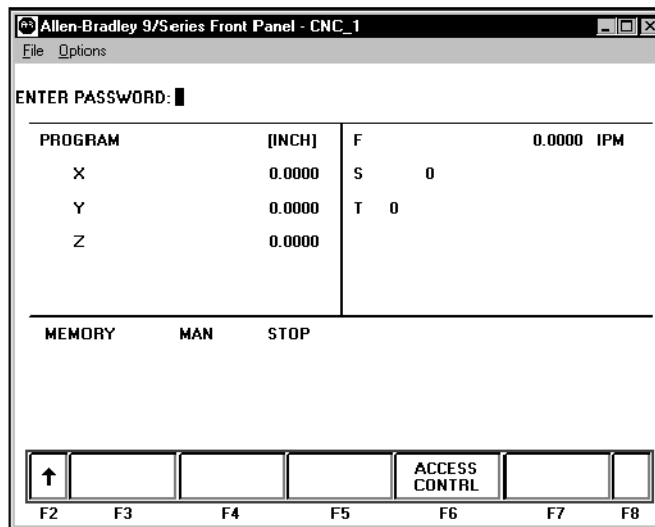 AB Allen-Bradley 9/Series Front Panel - CNC_1
File Options
ENTER PASSWORD:
PROGRAM [INCH] F 0.0000 IPM
X 0.0000 S 0
Y 0.0000 T 0
Z 0.0000
MEMORY MAN STOP
ACCESS
CONTRL
F2 F3 F4 F5 F6 F7 F8